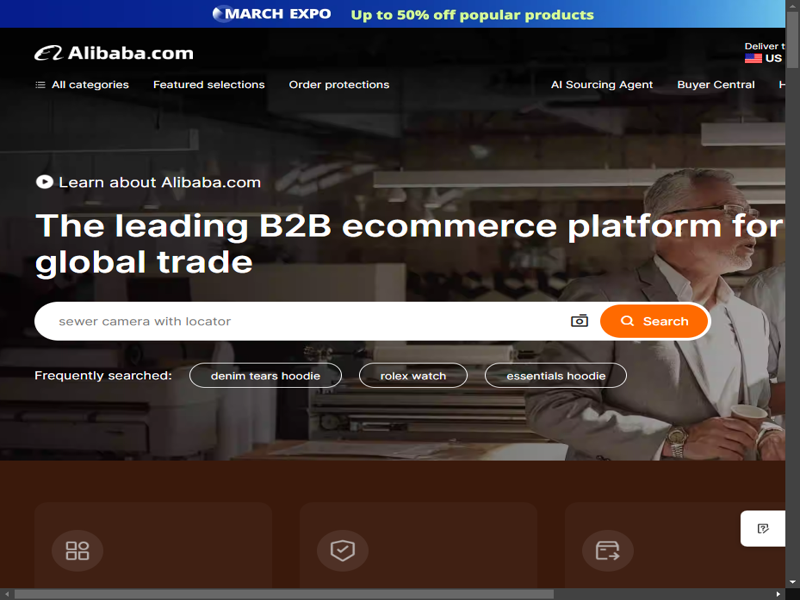 MARCH EXPO Up to 50% off popular products
Alibaba.com
Deliver t
US
All categories Featured selections Order protections AI Sourcing Agent Buyer Central H
Learn about Alibaba.com
The leading B2B ecommerce platform for
global trade
sewer camera with locator Search
Frequently searched: denim tears hoodie rolex watch essentials hoodie